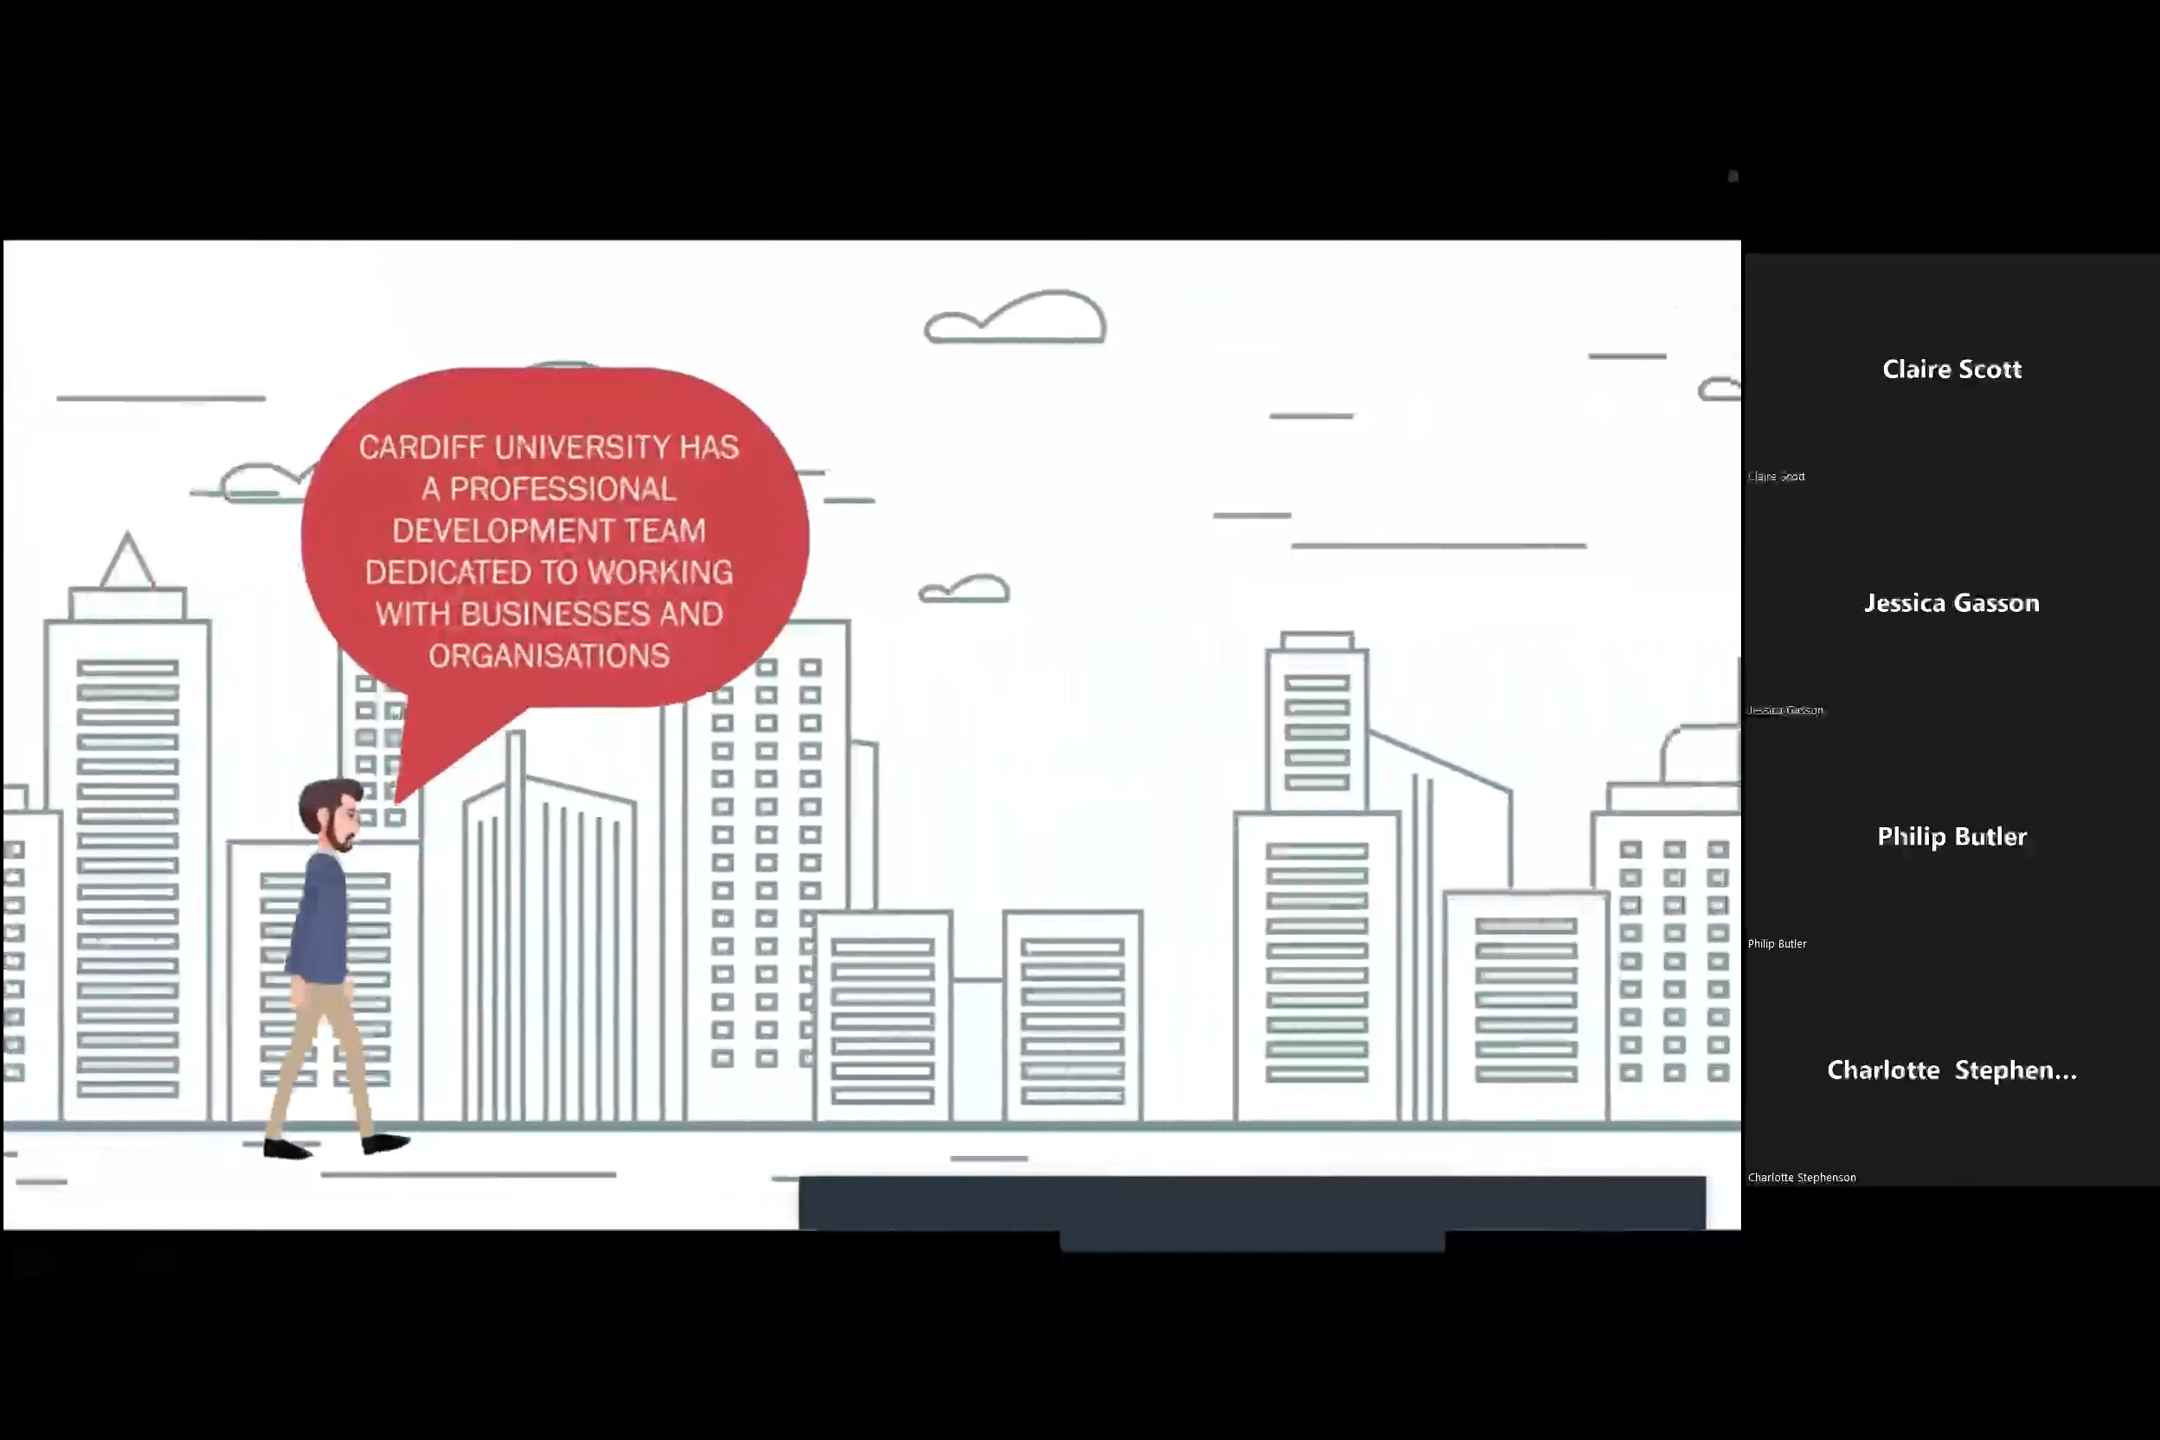 CARDIFF UNIVERSITY HAS
A PROFESSIONAL
DEVELOPMENT TEAM
DEDICATED TO WORKING
WITH BUSINESSES AND
ORGANISATIONS
Claire Scott
Claire Scott
Jessica Gasson
Jessica Gasson
Philip Butler
Philip Butler
Charlotte Stephen...
Charlotte Stephenson